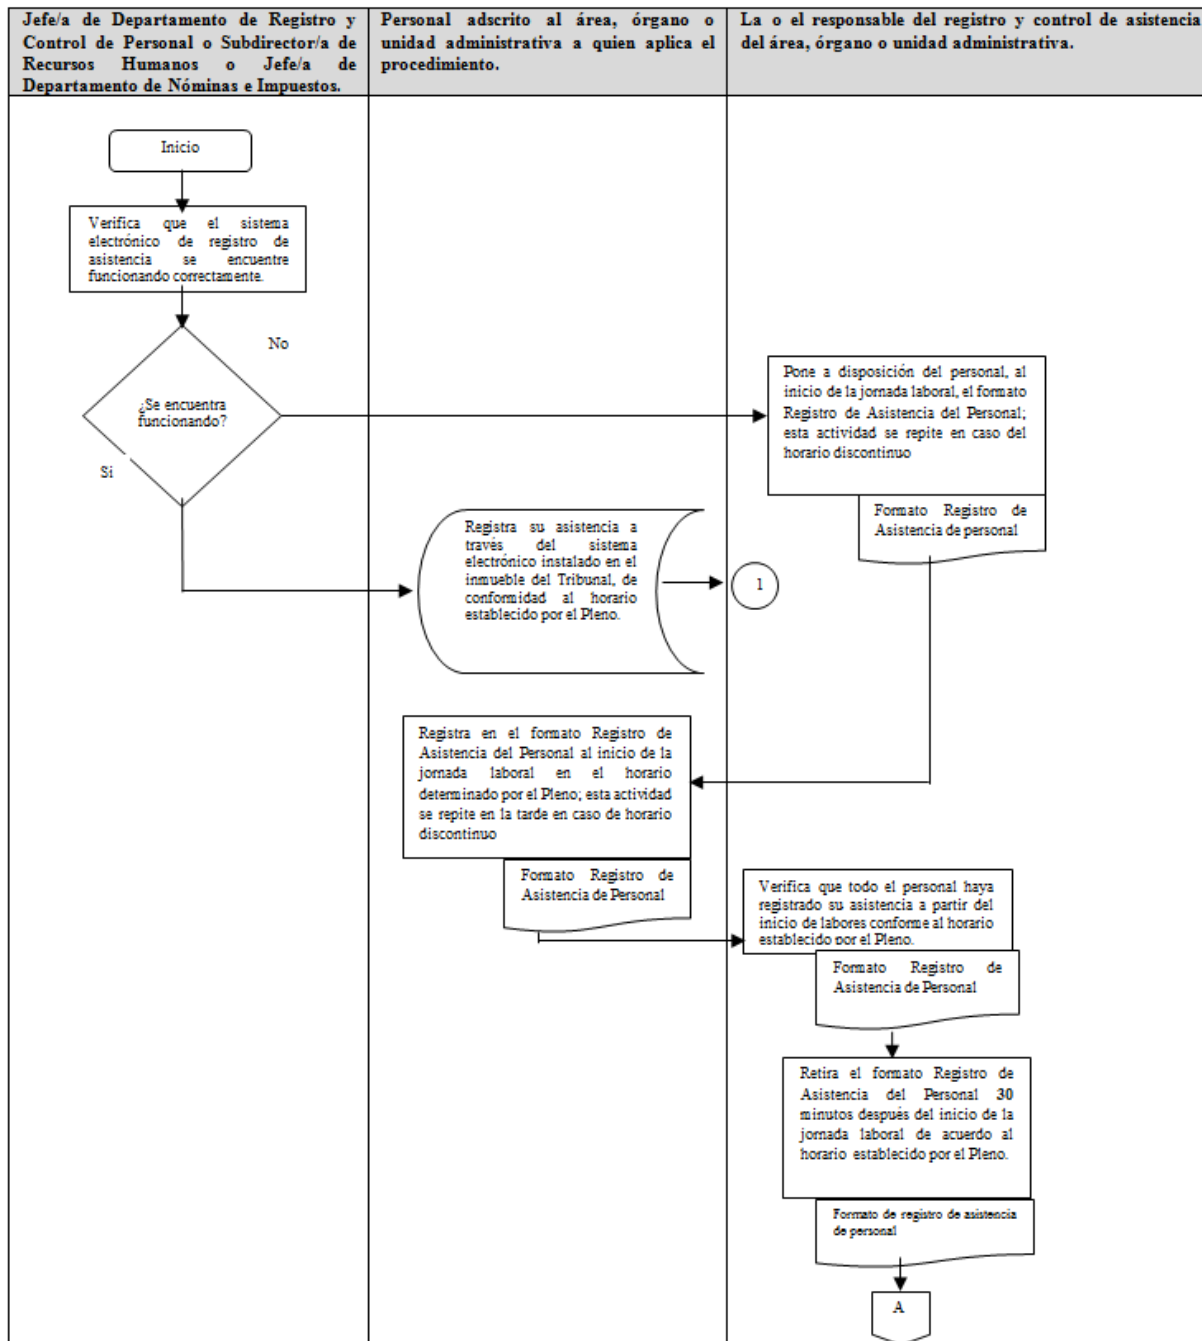 Jefe/a de Departamento de Registro y
Control de Personal o Subdirector/a de
Recursos Humanos o Jefe/a de
Departamento de Nóminas e Impuestos.
Personal adscrito al área, órgano o
unidad administrativa a quien aplica el
procedimiento.
La o el responsable del registro y control de asistencia
del área, órgano o unidad administrativa.
Inicio
Verifica que el sistema
electrónico de registro de
asistencia se encuentre
funcionando correctamente.
No
¿Se encuentra
funcionando?
Si
Pone a disposición del personal, al
inicio de la jornada laboral, el formato
Registro de Asistencia del Personal;
esta actividad se repite en caso del
horario discontinuo
Formato Registro de
Asistencia de personal
Registra su asistencia a
través del sistema
electrónico instalado en el
inmueble del Tribunal, de
conformidad al horario
establecido por el Pleno.
1
Registra en el formato Registro de
Asistencia del Personal al inicio de la
jornada laboral en el horario
determinado por el Pleno; esta actividad
se repite en la tarde en caso de horario
discontinuo
Formato Registro de
Asistencia de Personal
Verifica que todo el personal haya
registrado su asistencia a partir del
inicio de labores conforme al horario
establecido por el Pleno.
Formato Registro de
Asistencia de Personal
Retira el formato Registro de
Asistencia del Personal 30
minutos después del inicio de la
jornada laboral de acuerdo al
horario establecido por el Pleno.
Formato de registro de asistencia
de personal
A